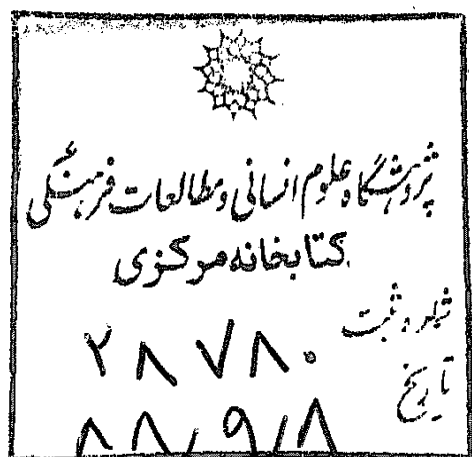 پژوهشگاه علوم انسانی و مطالعات فرهنگی
کتابخانه مرکزی
شماره ثبت ۲۸۷۸۰
تاریخ ۸۸/۹/۸